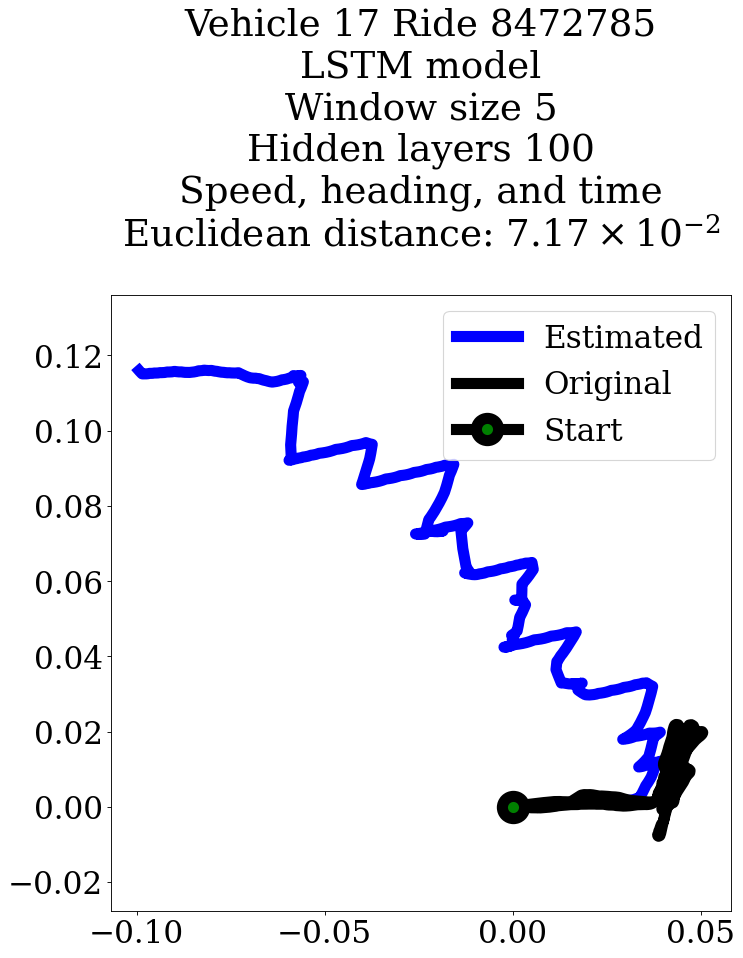 Vehicle 17 Ride 8472785
LSTM model
Window size 5
Hidden layers 100
Speed, heading, and time
Euclidean distance: 7.17 × 10⁻²
Estimated
Original
Start
0.12
0.10
0.08
0.06
0.04
0.02
0.00
−0.02
−0.10 −0.05 0.00 0.05